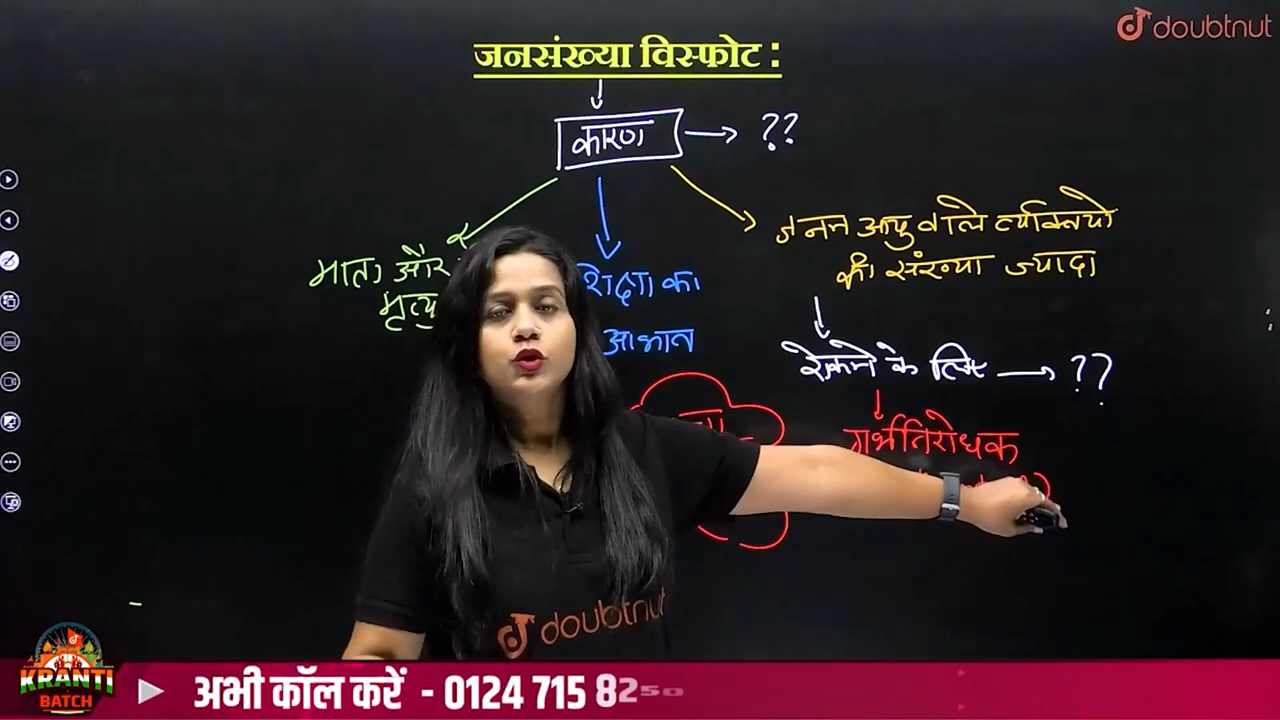 doubtnut
जनसंख्या विस्फोट :
कारण → ??
जनन आयु वाले व्यक्तियो
की संख्या ज्यादा
माता और
मृत्यु
शिक्षा का
अभाव
रोकने के लिए → ??
गर्भनिरोधक
doubtnut
KRANTI
BATCH
अभी कॉल करें - 0124 715 8250